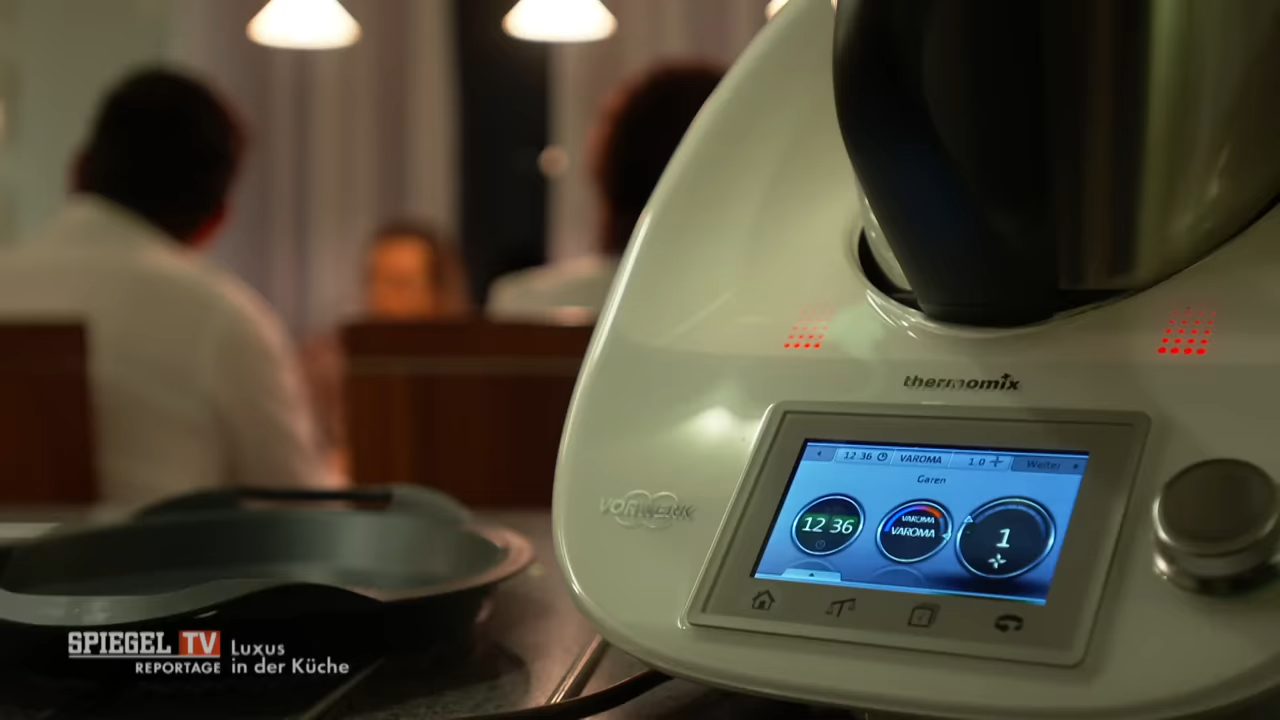 thermomix
12 36 VAROMA 1.0 Weiter
Garen
12 36
VAROMA
VAROMA
1
VORWERK
SPIEGEL TV
REPORTAGE
Luxus
in der Küche